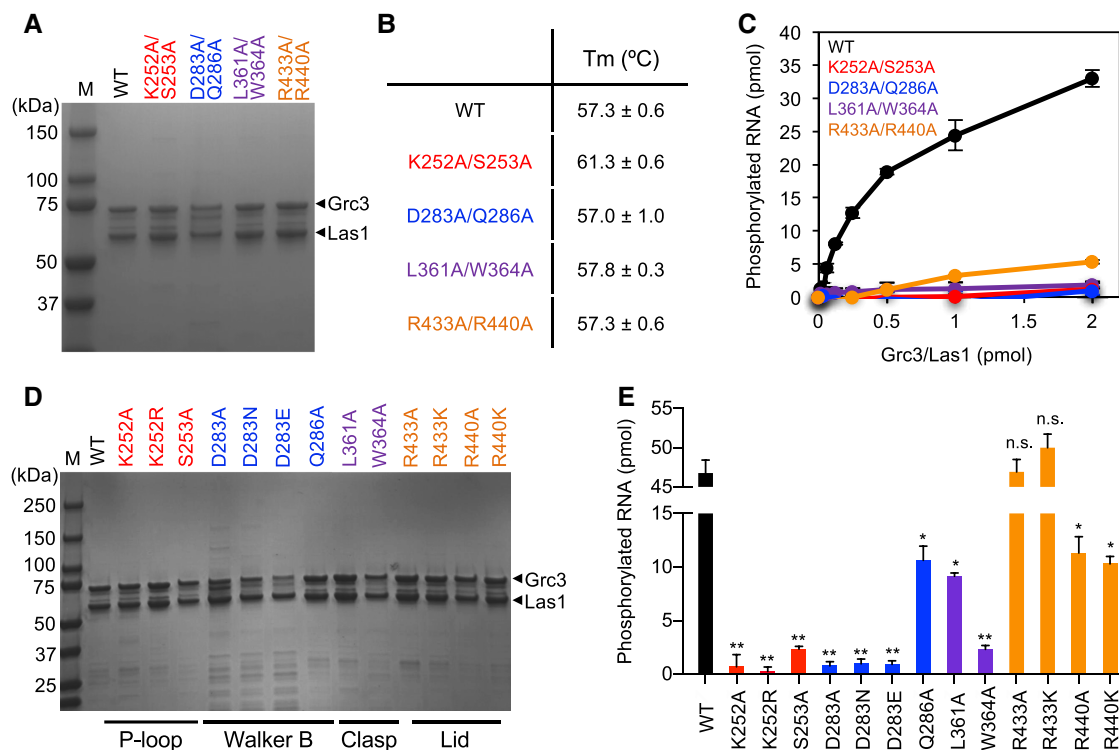 A
M
WT
K252A/
S253A
D283A/
Q286A
L361A/
W364A
R433A/
R440A
(kDa)
150
100
75
50
37
Grc3
Las1
B
Tm (ºC)
WT 57.3 ± 0.6
K252A/S253A 61.3 ± 0.6
D283A/Q286A 57.0 ± 1.0
L361A/W364A 57.8 ± 0.3
R433A/R440A 57.3 ± 0.6
C
Phosphorylated RNA (pmol)
40
35
30
25
20
15
10
5
0
WT
K252A/S253A
D283A/Q286A
L361A/W364A
R433A/R440A
0 0.5 1 1.5 2
Grc3/Las1 (pmol)
D
M
WT
K252A
K252R
S253A
D283A
D283N
D283E
Q286A
L361A
W364A
R433A
R433K
R440A
R440K
(kDa)
250
150
100
75
50
37
25
Grc3
Las1
P-loop Walker B Clasp Lid
E
Phosphorylated RNA (pmol)
55
50
45
15
10
5
0
** ** ** ** ** ** * * ** n.s. n.s. * *
WT
K252A
K252R
S253A
D283A
D283N
D283E
Q286A
L361A
W364A
R433A
R433K
R440A
R440K